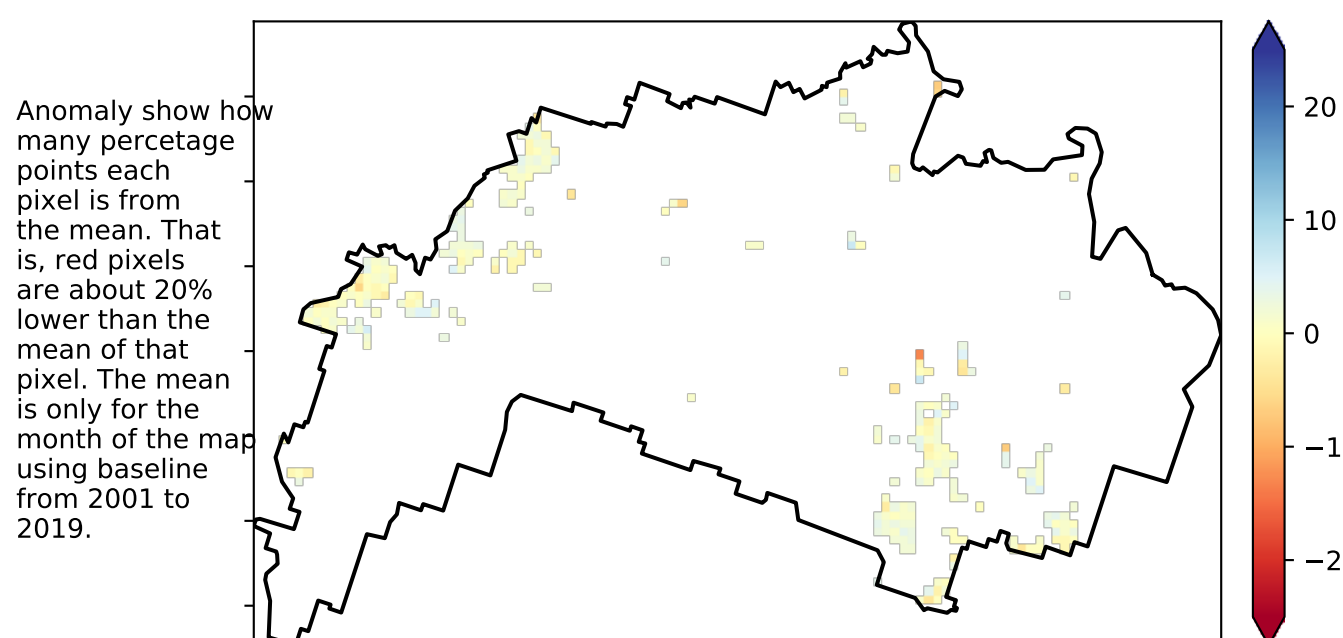 Anomaly show how
many percetage
points each
pixel is from
the mean. That
is, red pixels
are about 20%
lower than the
mean of that
pixel. The mean
is only for the
month of the map
using baseline
from 2001 to
2019.
20
10
0
−1
−2